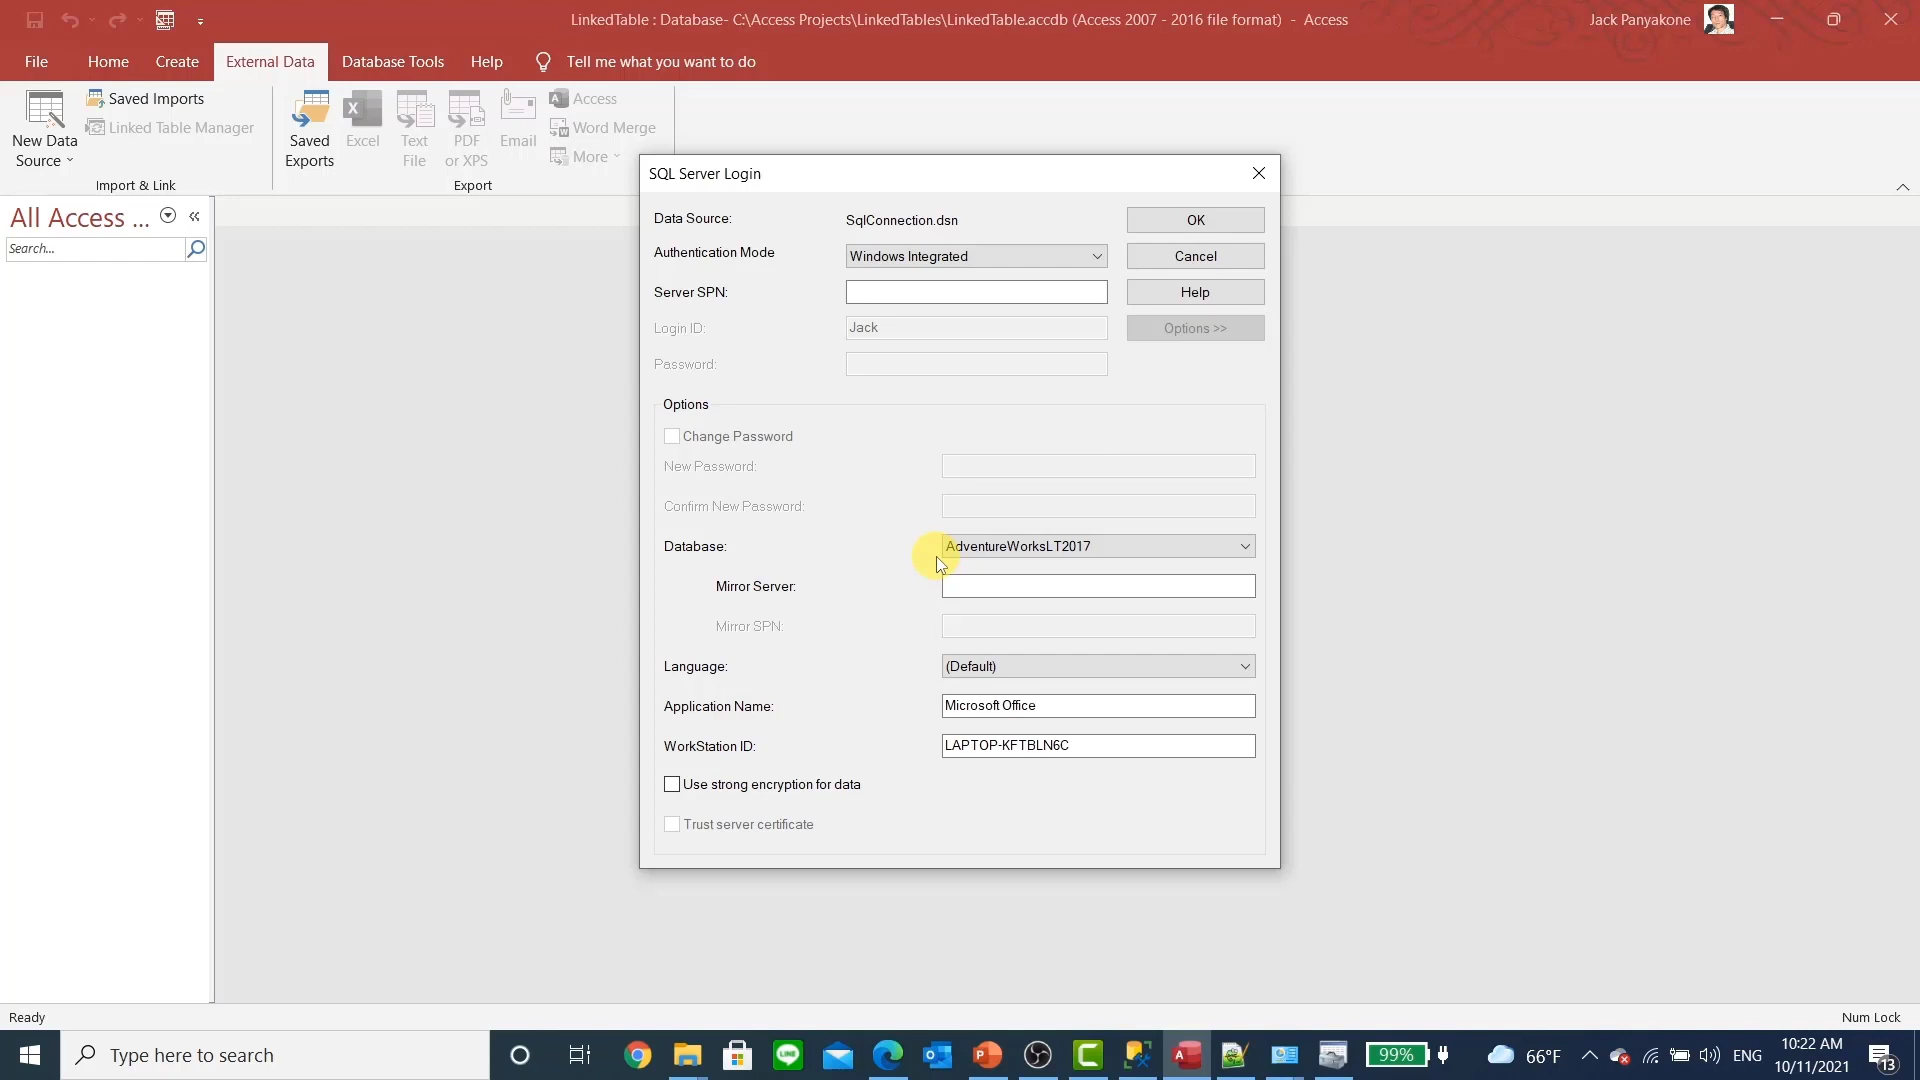 LinkedTable : Database- C:\Access Projects\LinkedTables\LinkedTable.accdb (Access 2007 - 2016 file format) - Access
Jack Panyakone
File
Home
Create
External Data
Database Tools
Help
Tell me what you want to do
New Data
Source
Saved Imports
Linked Table Manager
Import & Link
Saved
Exports
Excel
Text
File
PDF
or XPS
Email
Access
Word Merge
More
Export
All Access ...
Search...
SQL Server Login
Data Source:
SqlConnection.dsn
OK
Authentication Mode
Windows Integrated
Cancel
Server SPN:
Help
Login ID:
Jack
Options >>
Password:
Options
Change Password
New Password:
Confirm New Password:
Database:
AdventureWorksLT2017
Mirror Server:
Mirror SPN:
Language:
(Default)
Application Name:
Microsoft Office
WorkStation ID:
LAPTOP-KFTBLN6C
Use strong encryption for data
Trust server certificate
Ready
Num Lock
Type here to search
LINE
99%
66°F
ENG
10:22 AM
10/11/2021
13